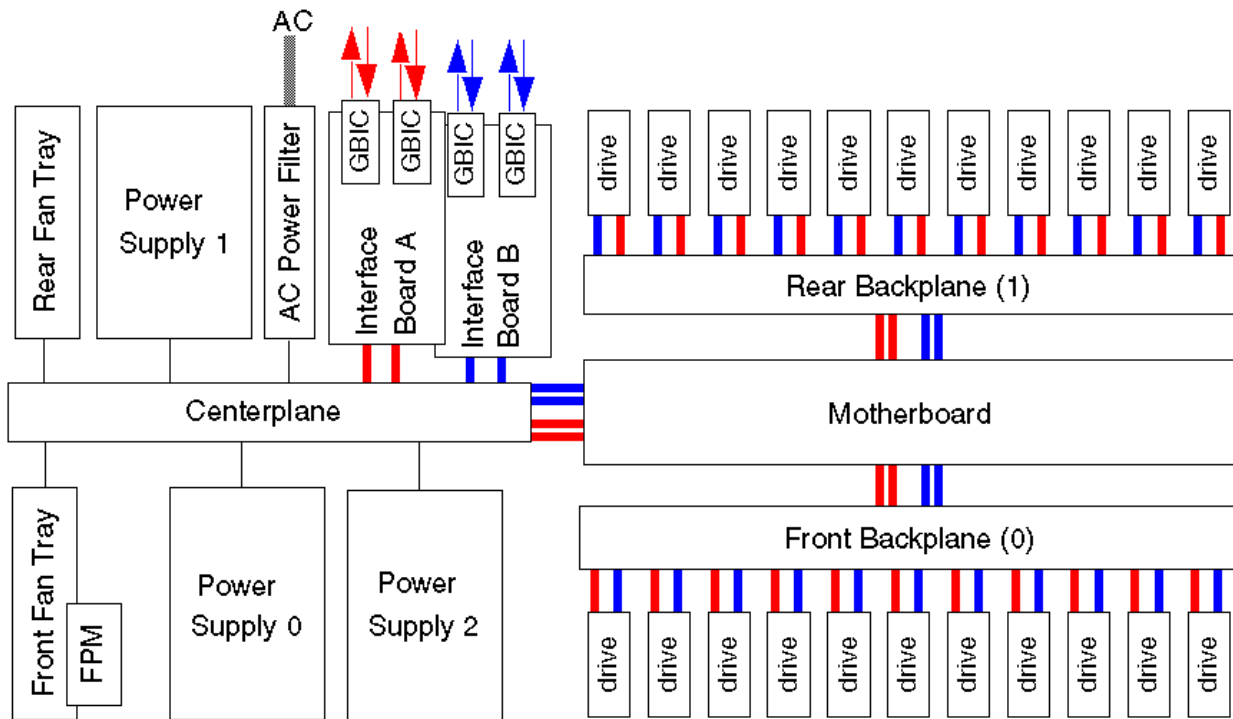 AC
GBIC
GBIC
GBIC
GBIC
drive
drive
drive
drive
drive
drive
drive
drive
drive
drive
drive
Rear Fan Tray
Power
Supply 1
AC Power Filter
Interface
Board A
Interface
Board B
Rear Backplane (1)
Centerplane
Motherboard
Front Fan Tray
FPM
Power
Supply 0
Power
Supply 2
Front Backplane (0)
drive
drive
drive
drive
drive
drive
drive
drive
drive
drive
drive